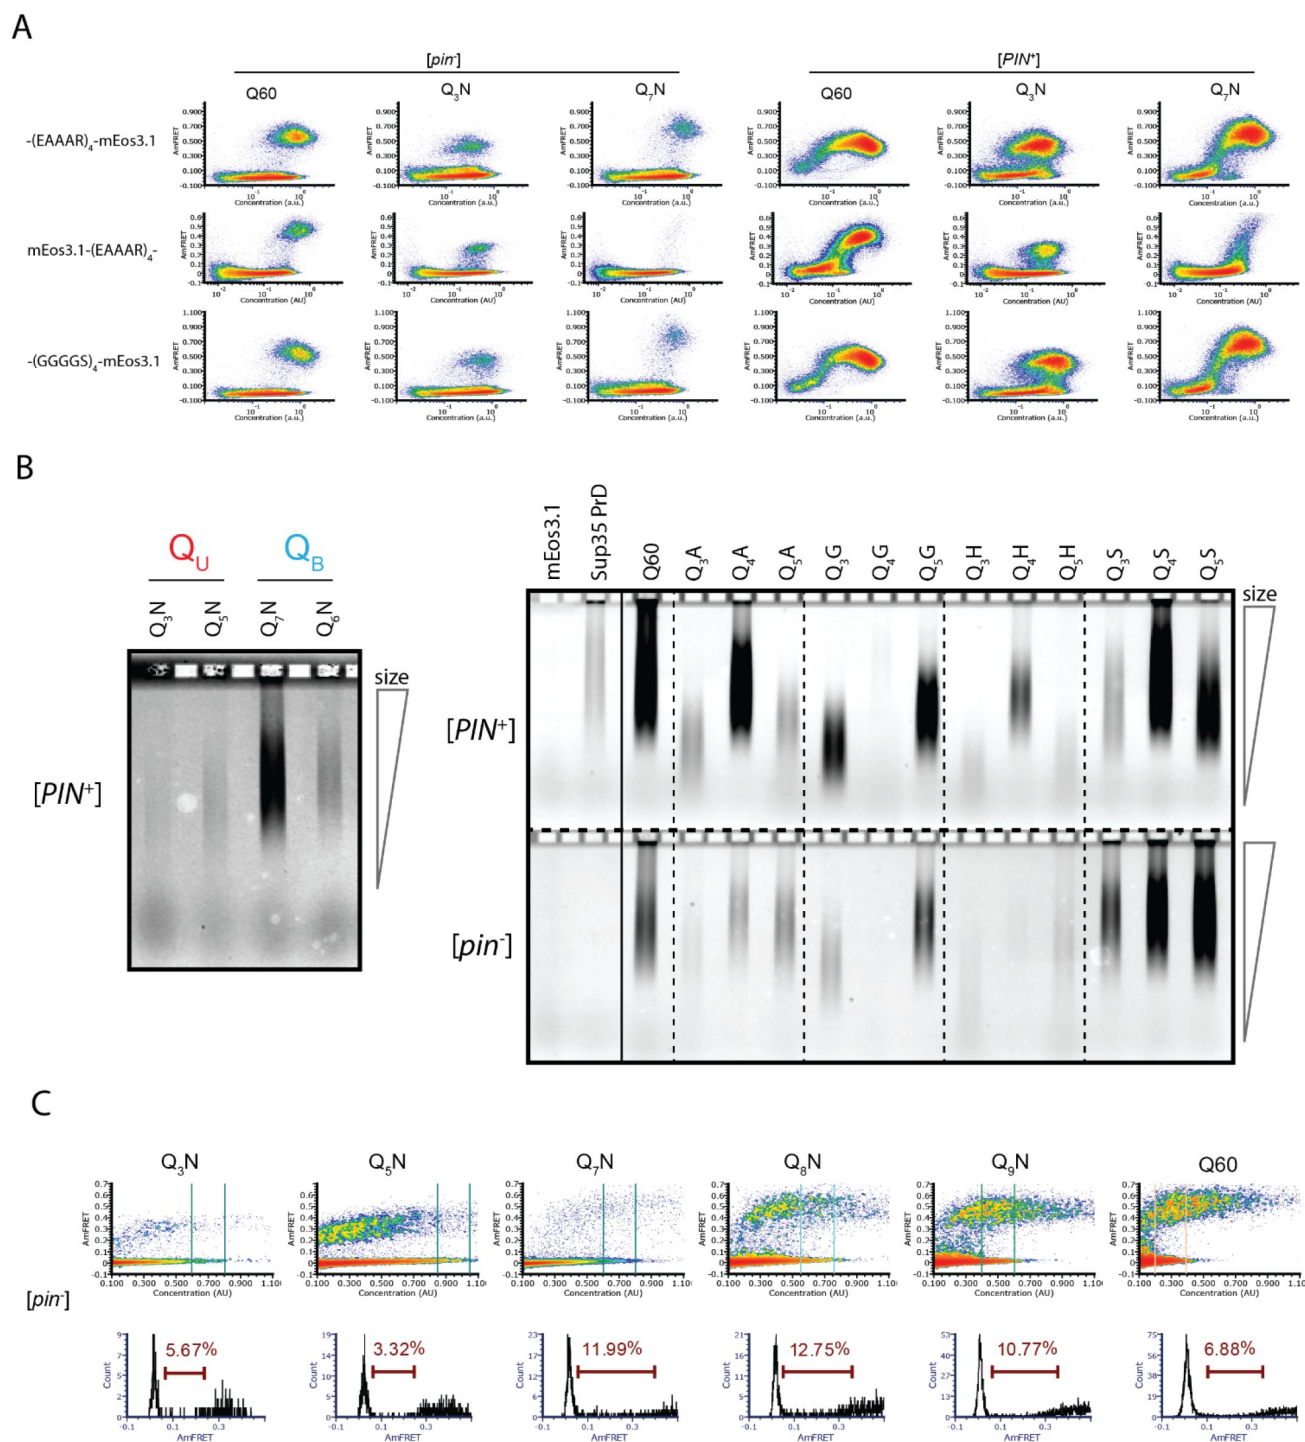 A
[pin-] [PIN+]
Q60 Q3N Q7N Q60 Q3N Q7N
-(EAAAR)4-mEos3.1
mEos3.1-(EAAAR)4-
-(GGGGS)4-mEos3.1
AmFRET
Concentration (a.u.)
Concentration (AU)
B
QU QB
Q3N Q5N Q7N Q6N
[PIN+]
size
mEos3.1 Sup35 PrD Q60 Q3A Q4A Q5A Q3G Q4G Q5G Q3H Q4H Q5H Q3S Q4S Q5S
size
[PIN+]
[pin-]
C
Q3N Q5N Q7N Q8N Q9N Q60
AmFRET
Concentration (AU)
[pin-]
5.67% 3.32% 11.99% 12.75% 10.77% 6.88%
Count
AmFRET